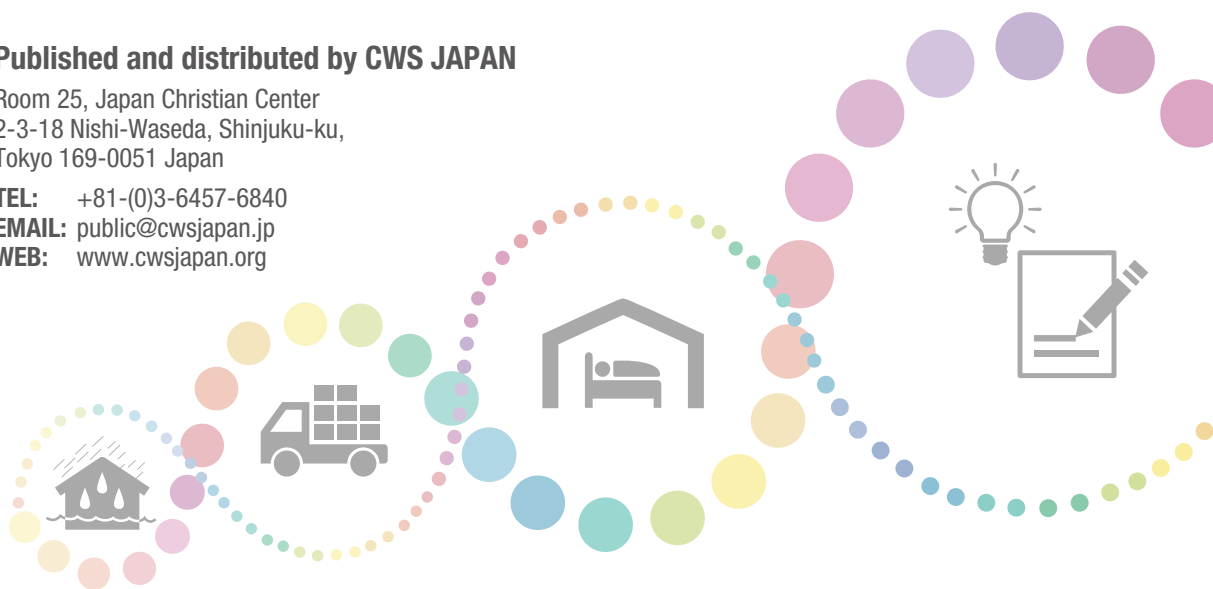 Published and distributed by CWS JAPAN
Room 25, Japan Christian Center
2-3-18 Nishi-Waseda, Shinjuku-ku,
Tokyo 169-0051 Japan
TEL: +81-(0)3-6457-6840
EMAIL: public@cwsjapan.jp
WEB: www.cwsjapan.org